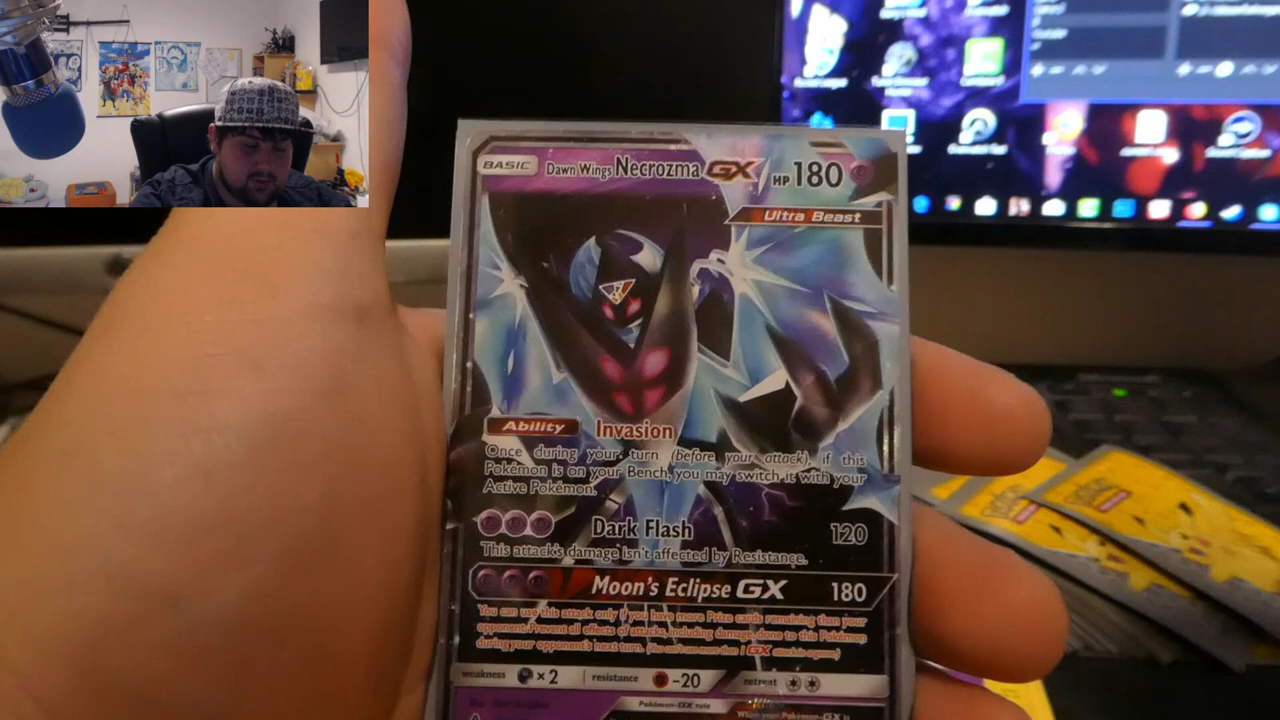 BASIC Dawn Wings Necrozma GX HP 180
Ultra Beast
Ability Invasion
Once during your turn (before your attack), if this
Pokémon is on your Bench, you may switch it with your
Active Pokémon.
Dark Flash 120
This attack's damage isn't affected by Resistance.
Moon's Eclipse GX 180
You can use this attack only if you have more Prize cards remaining than your
opponent. Prevent all effects of attacks, including damage, done to this Pokémon
during your opponent's next turn. (You can't use more than 1 GX attack in a game.)
weakness ×2 resistance -20 retreat
Pokémon-GX rule When your Pokémon-GX is